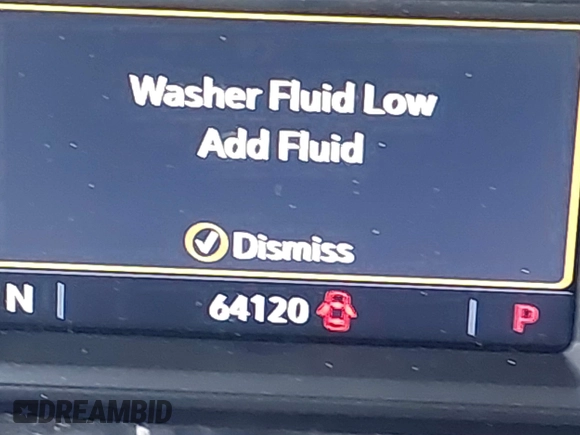 Washer Fluid Low
Add Fluid
Dismiss
N 64120 P
DREAMBID